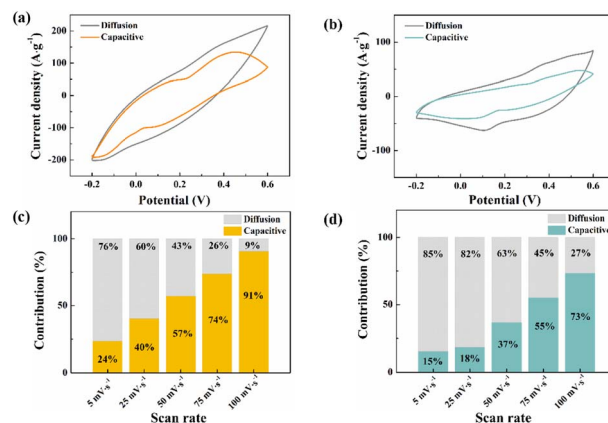 (a)
Diffusion
Capacitive
Current density (A·g⁻¹)
200
100
0
-100
-200
-0.2 0.0 0.2 0.4 0.6
Potential (V)
(b)
Diffusion
Capacitive
Current density (A·g⁻¹)
100
50
0
-50
-0.2 0.0 0.2 0.4 0.6
Potential (V)
(c)
Diffusion
Capacitive
Contribution (%)
100
50
0
76% 60% 43% 26% 9%
24% 40% 57% 74% 91%
5 mV·s⁻¹ 25 mV·s⁻¹ 50 mV·s⁻¹ 75 mV·s⁻¹ 100 mV·s⁻¹
Scan rate
(d)
Diffusion
Capacitive
Contribution (%)
100
50
0
85% 82% 63% 45% 27%
15% 18% 37% 55% 73%
5 mV·s⁻¹ 25 mV·s⁻¹ 50 mV·s⁻¹ 75 mV·s⁻¹ 100 mV·s⁻¹
Scan rate